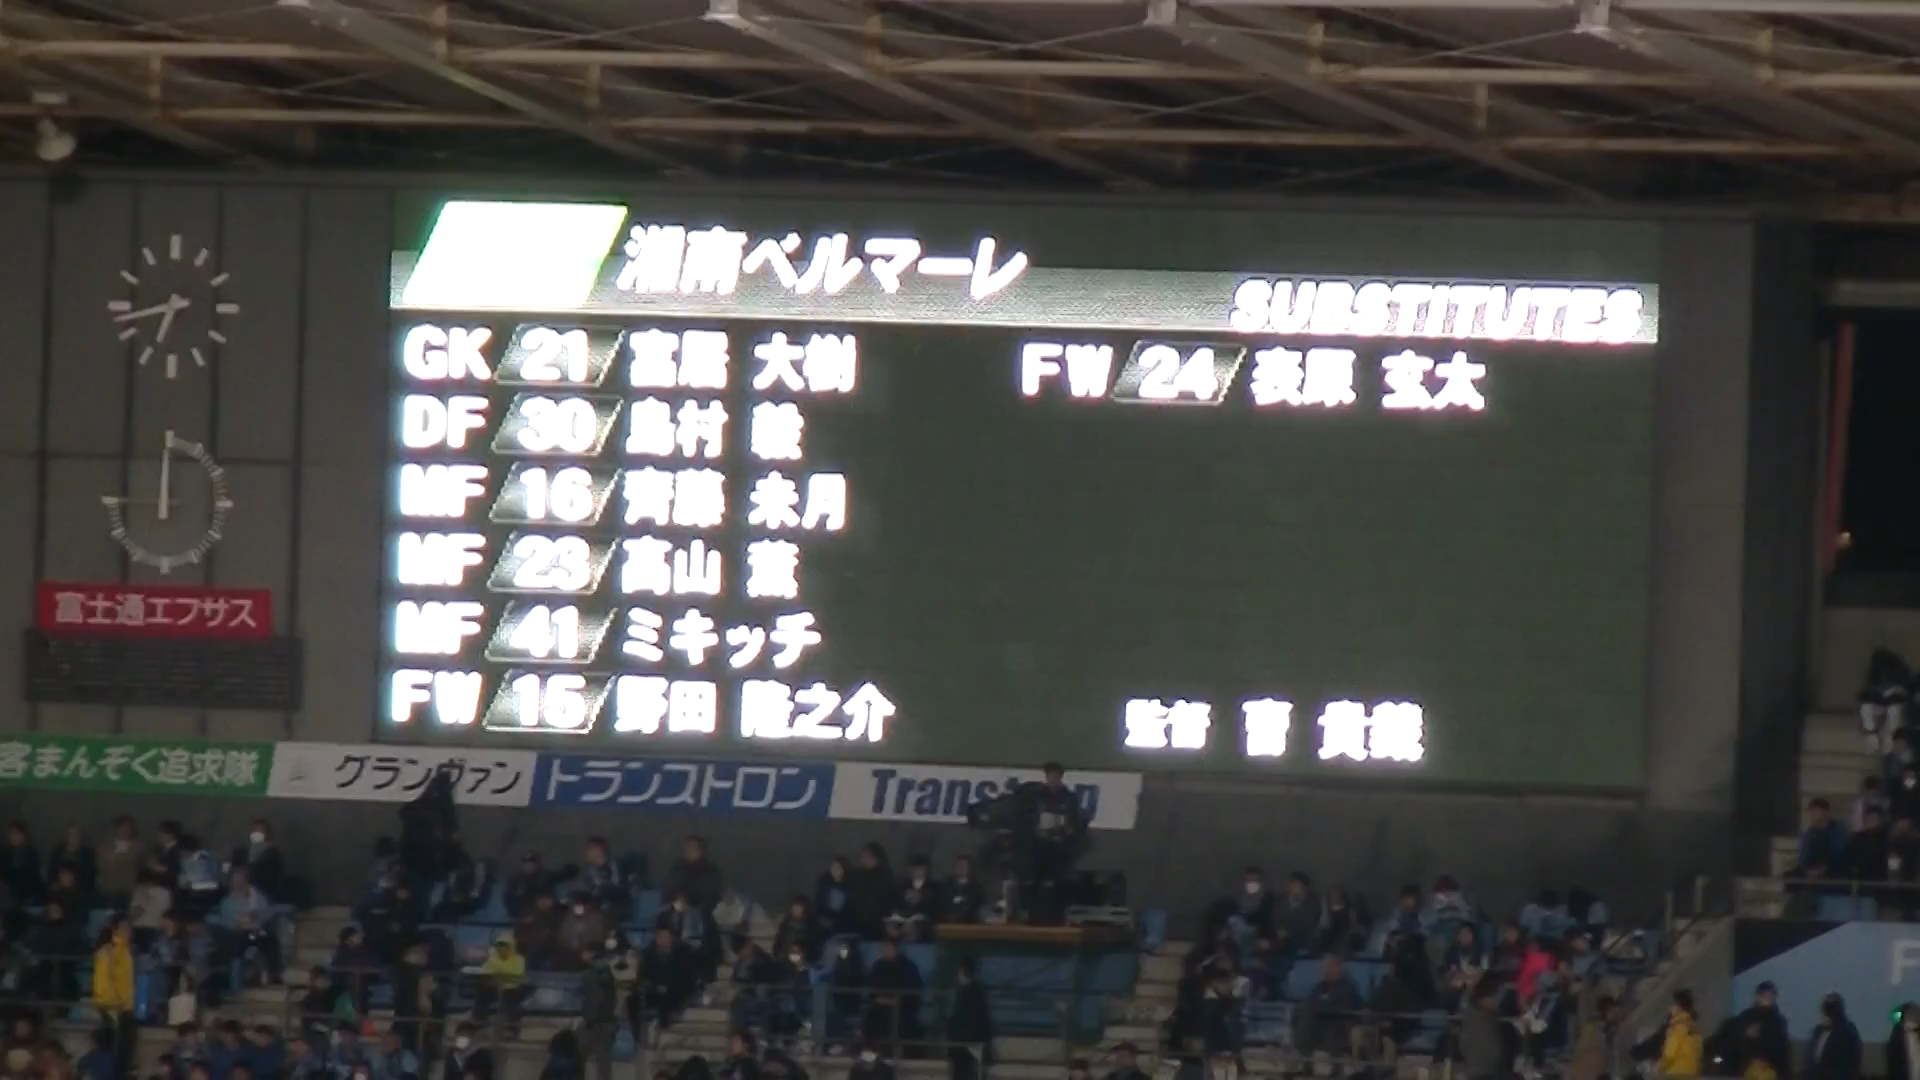 湘南ベルマーレ
SUBSTITUTES
GK 21 富居 大樹
DF 30 島村 毅
MF 16 齊藤 未月
MF 23 高山 薫
MF 41 ミキッチ
FW 15 野田 隆之介
FW 24 表原 玄太
監督 曺 貴裁
富士通エフサス
客まんぞく追求隊
グランヴァン
トランストロン
F